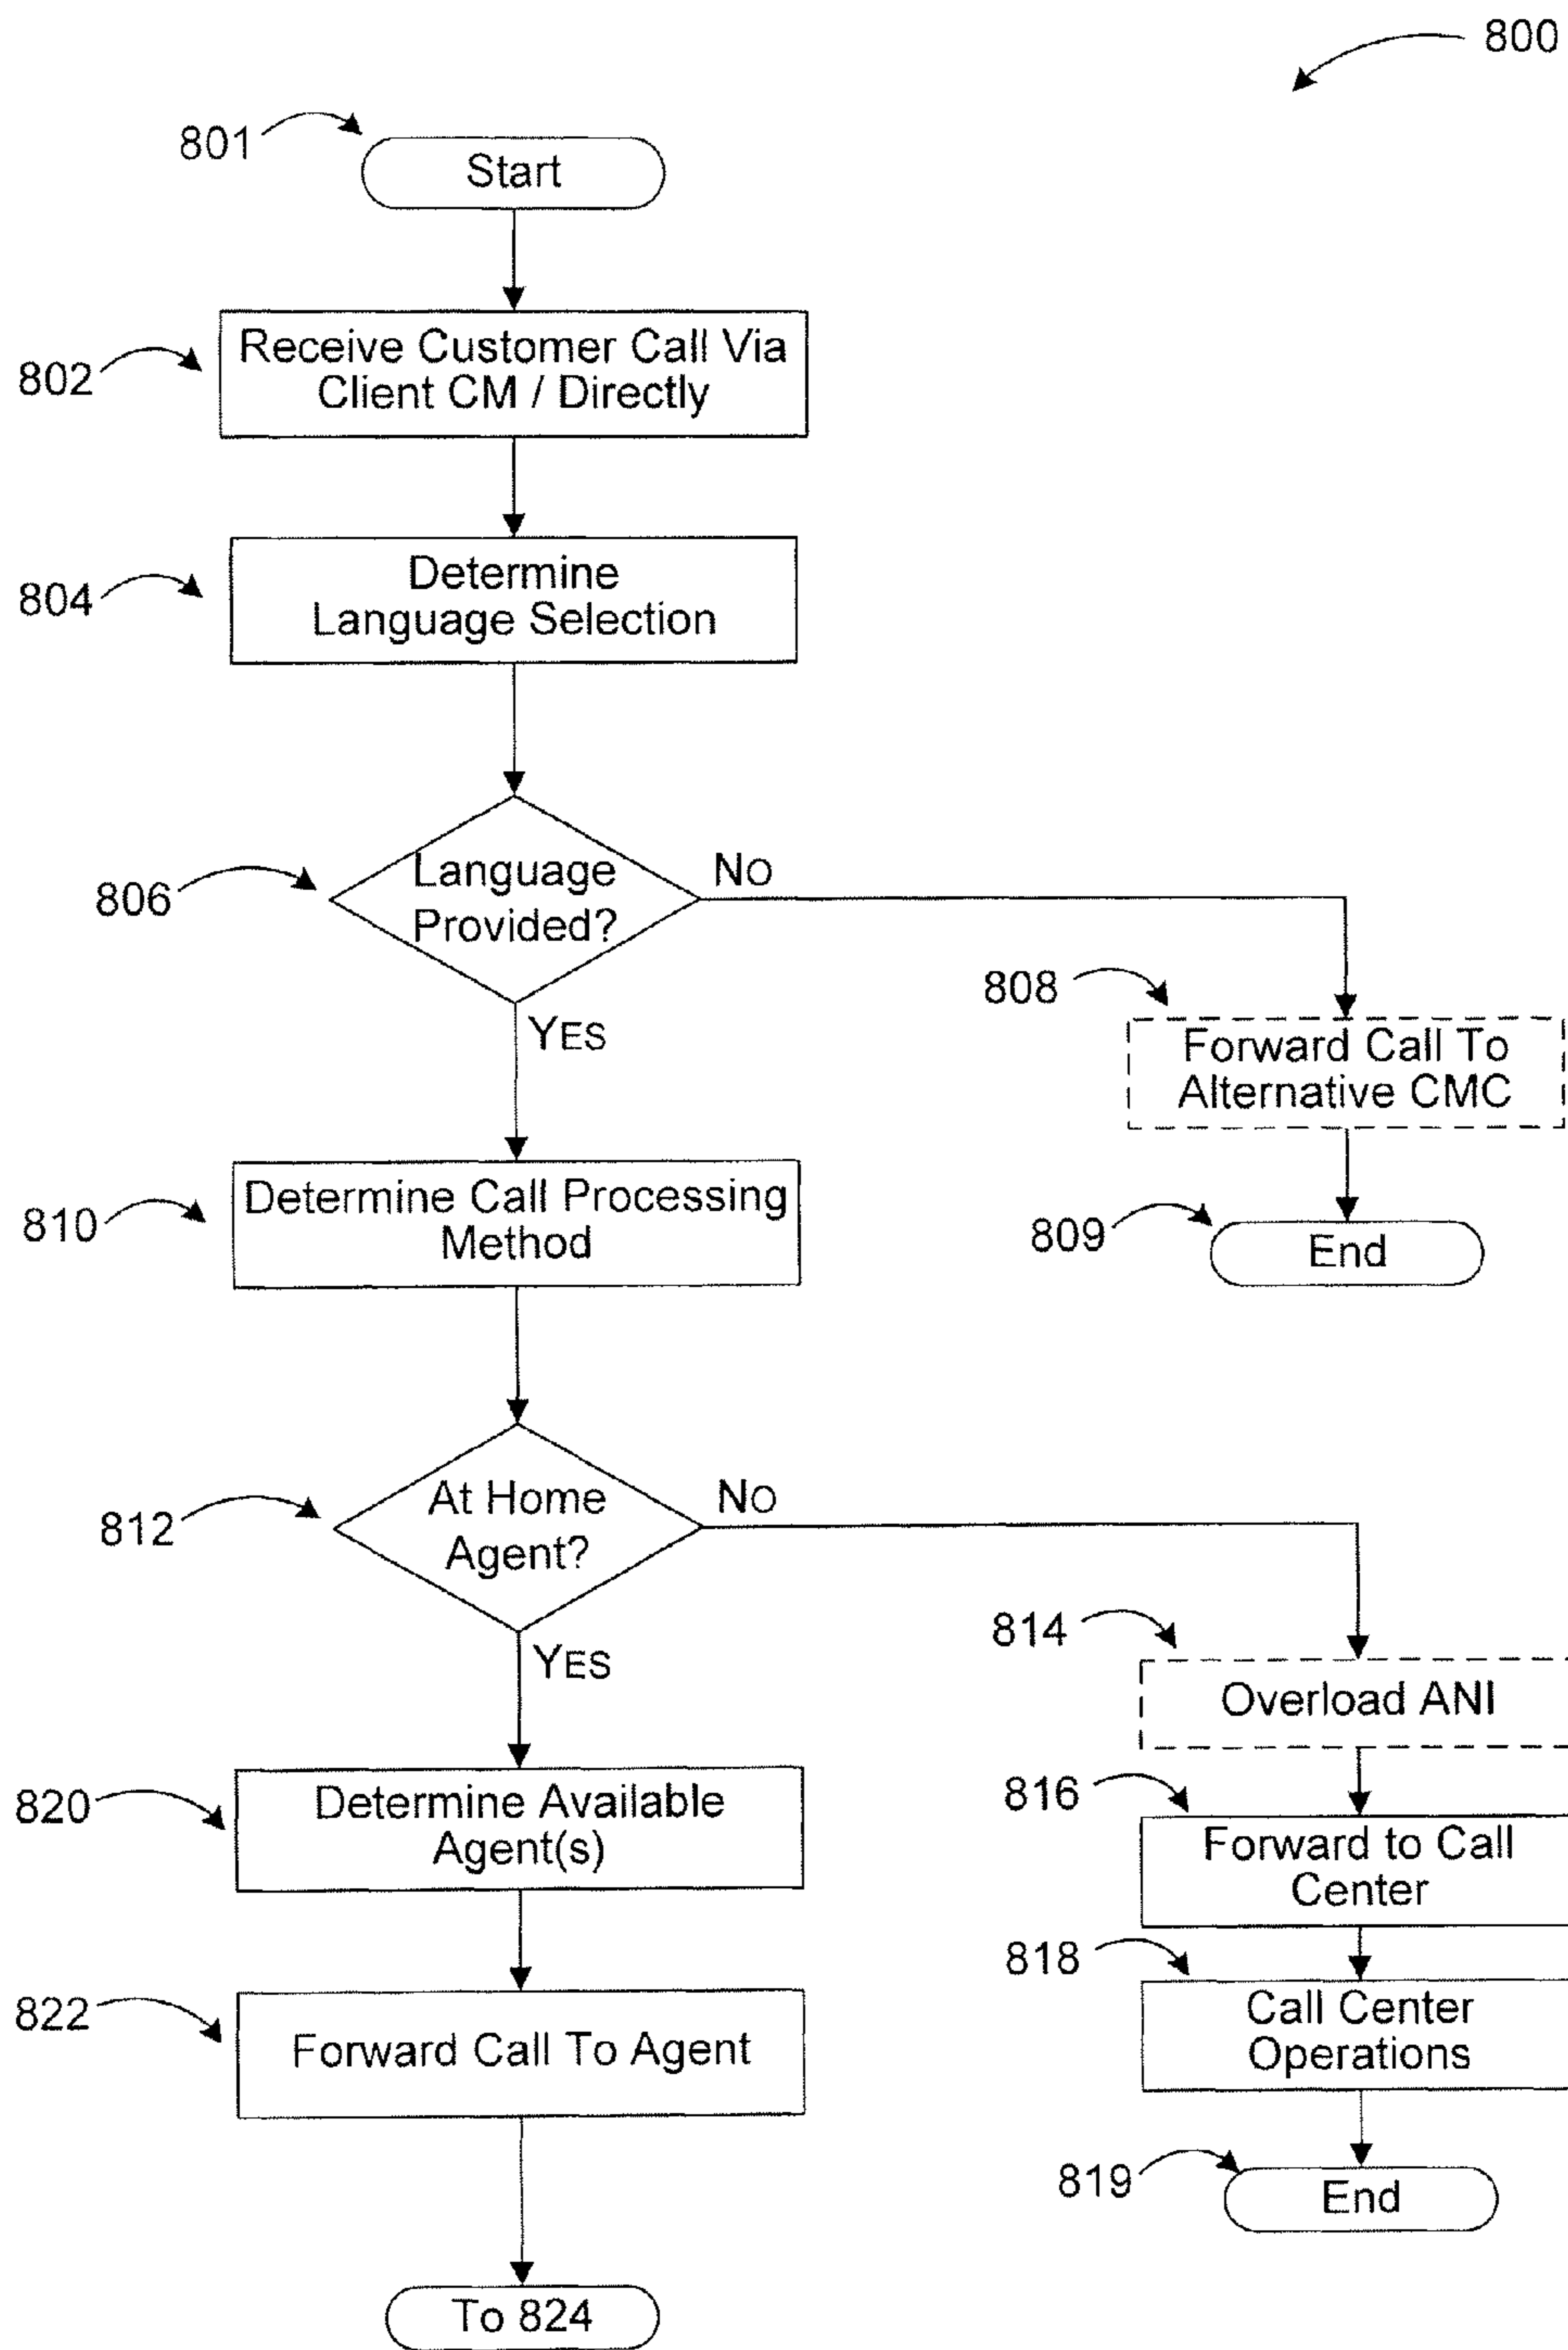 800
801
Start
802
Receive Customer Call Via
Client CM / Directly
804
Determine
Language Selection
806
Language
Provided?
NO
YES
808
Forward Call To
Alternative CMC
809
End
810
Determine Call Processing
Method
812
At Home
Agent?
NO
YES
814
Overload ANI
816
Forward to Call
Center
818
Call Center
Operations
819
End
820
Determine Available
Agent(s)
822
Forward Call To Agent
To 824